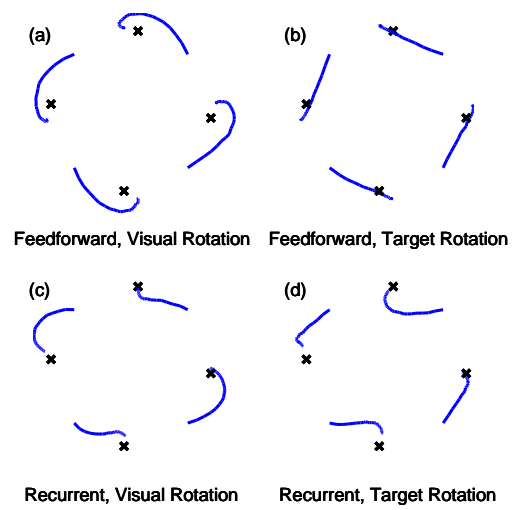 (a)
(b)
Feedforward, Visual Rotation
Feedforward, Target Rotation
(c)
(d)
Recurrent, Visual Rotation
Recurrent, Target Rotation